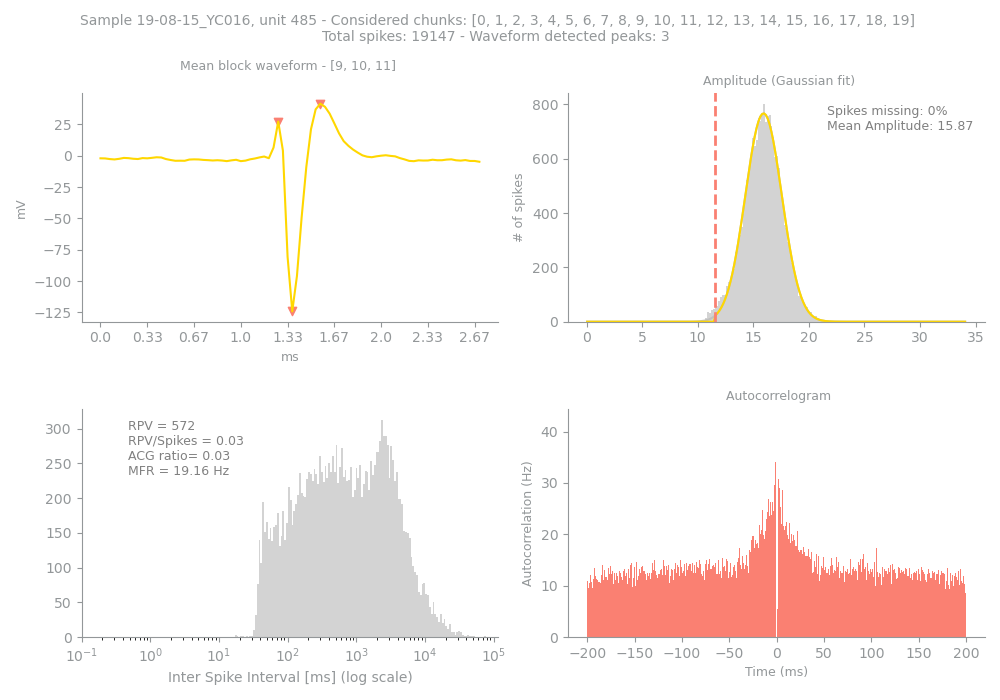 Sample 19-08-15_YC016, unit 485 - Considered chunks: [0, 1, 2, 3, 4, 5, 6, 7, 8, 9, 10, 11, 12, 13, 14, 15, 16, 17, 18, 19]
Total spikes: 19147 - Waveform detected peaks: 3
Mean block waveform - [9, 10, 11]
25
0
−25
−50
−75
−100
−125
mV
0.0 0.33 0.67 1.0 1.33 1.67 2.0 2.33 2.67
ms
Amplitude (Gaussian fit)
Spikes missing: 0%
Mean Amplitude: 15.87
800
600
400
200
0
# of spikes
0 5 10 15 20 25 30 35
RPV = 572
RPV/Spikes = 0.03
ACG ratio= 0.03
MFR = 19.16 Hz
300
250
200
150
100
50
0
10⁻¹ 10⁰ 10¹ 10² 10³ 10⁴ 10⁵
Inter Spike Interval [ms] (log scale)
Autocorrelogram
40
30
20
10
0
Autocorrelation (Hz)
−200 −150 −100 −50 0 50 100 150 200
Time (ms)